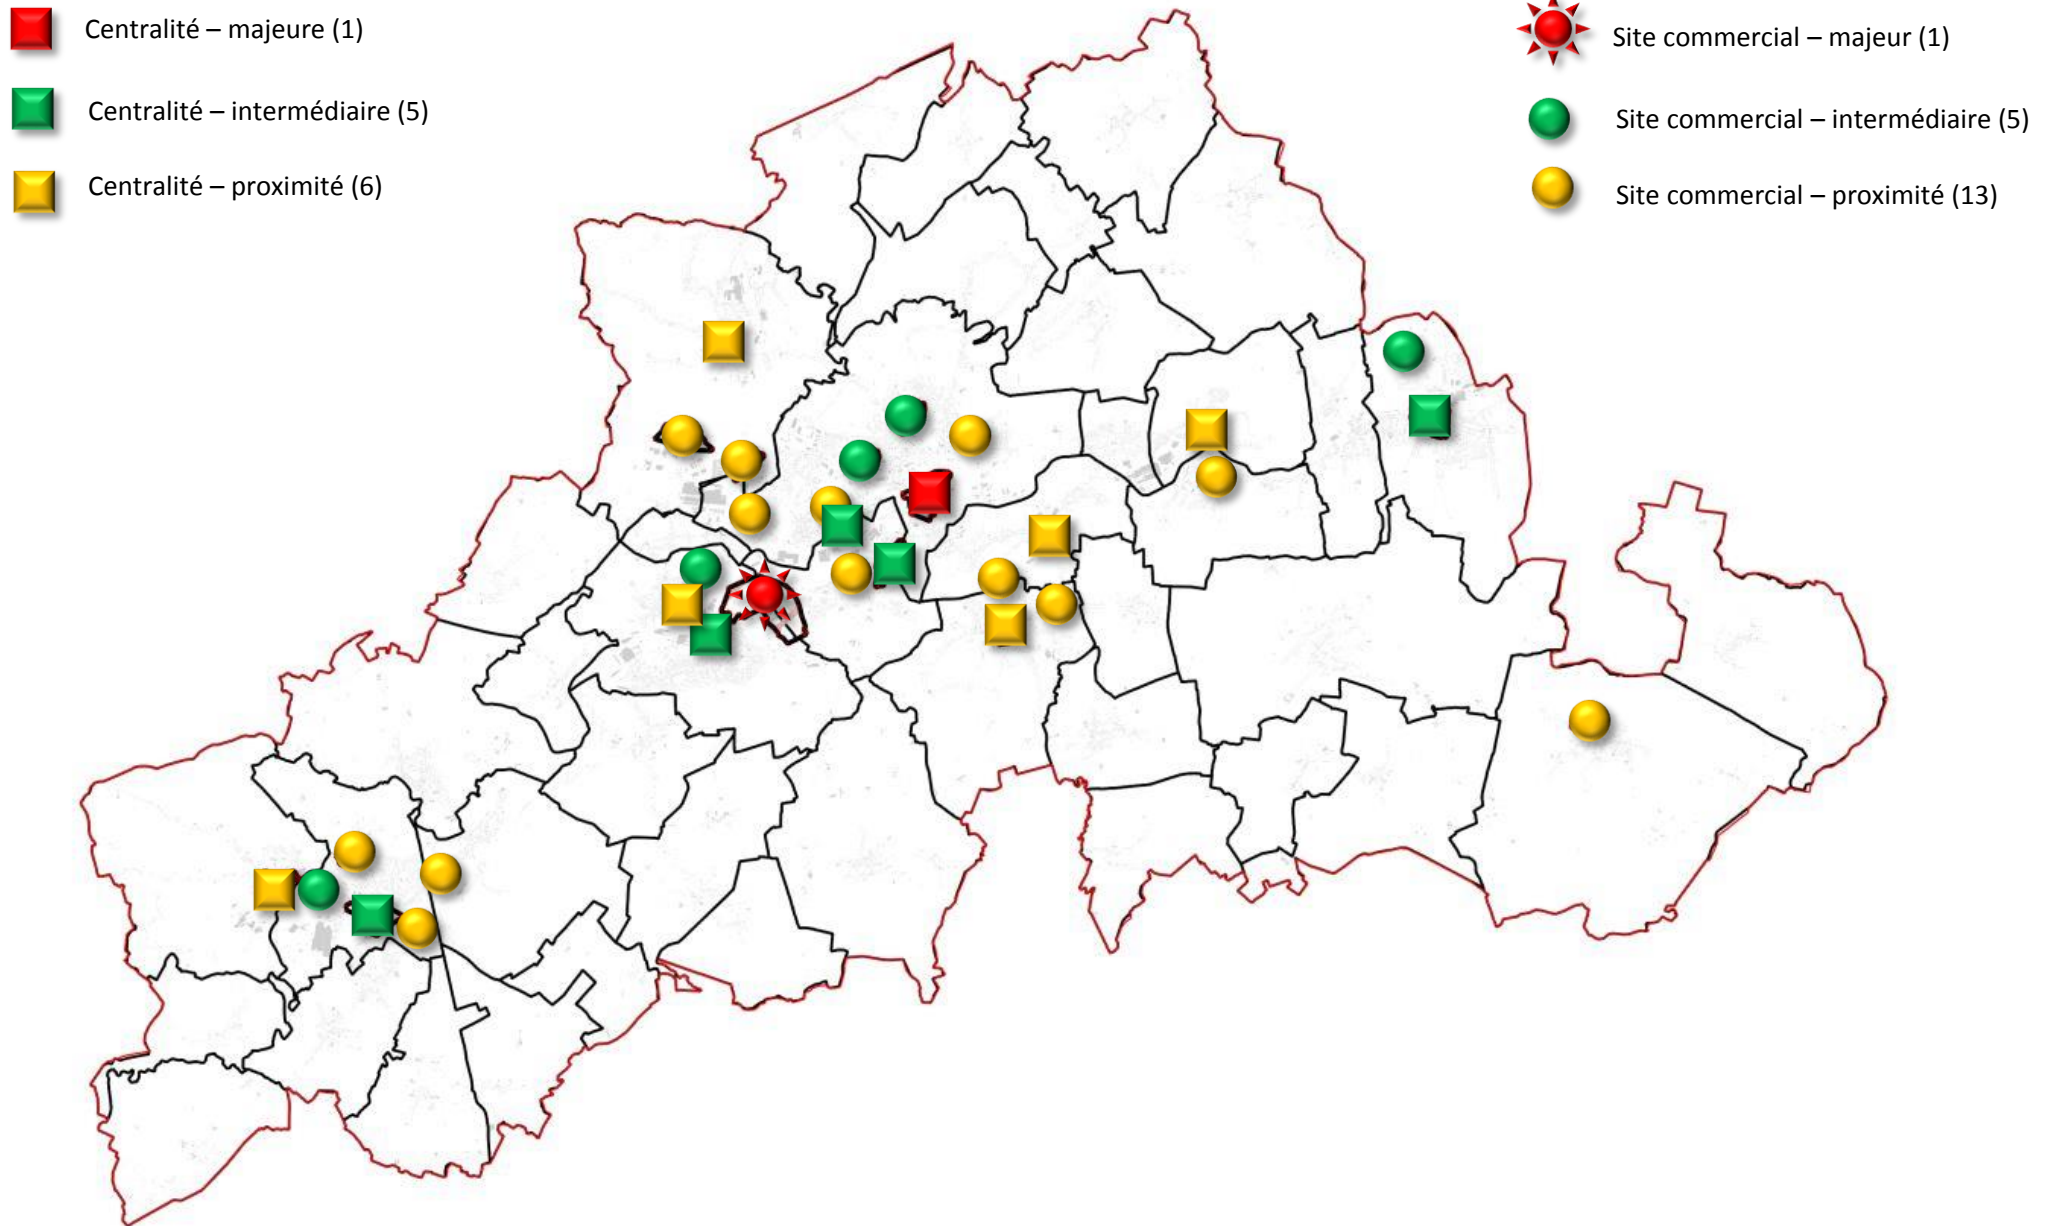 Centralité – majeure (1)
Centralité – intermédiaire (5)
Centralité – proximité (6)
Site commercial – majeur (1)
Site commercial – intermédiaire (5)
Site commercial – proximité (13)